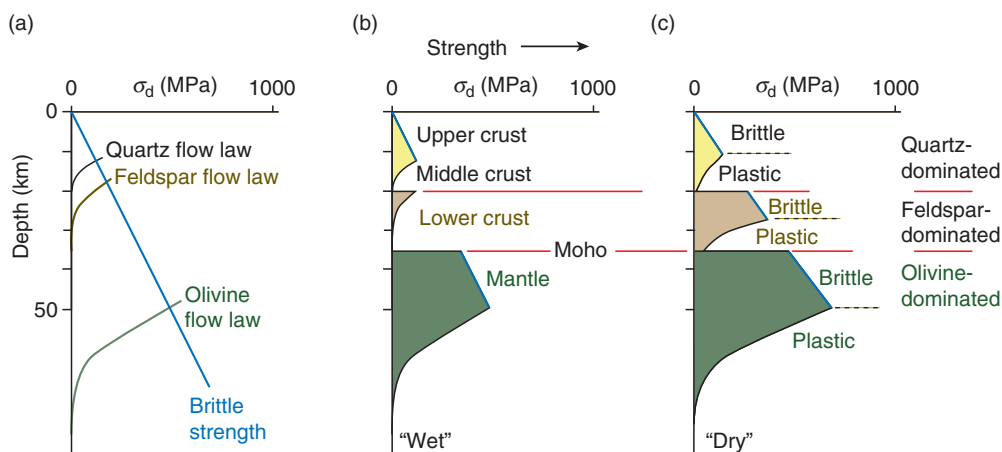 (a)
(b)
(c)
Strength
0
σd (MPa)
1000
0
σd (MPa)
1000
0
σd (MPa)
1000
0
50
Depth (km)
Quartz flow law
Feldspar flow law
Olivine
flow law
Brittle
strength
Upper crust
Middle crust
Lower crust
Moho
Mantle
"Wet"
Brittle
Plastic
Brittle
Plastic
Brittle
Plastic
"Dry"
Quartz-
dominated
Feldspar-
dominated
Olivine-
dominated